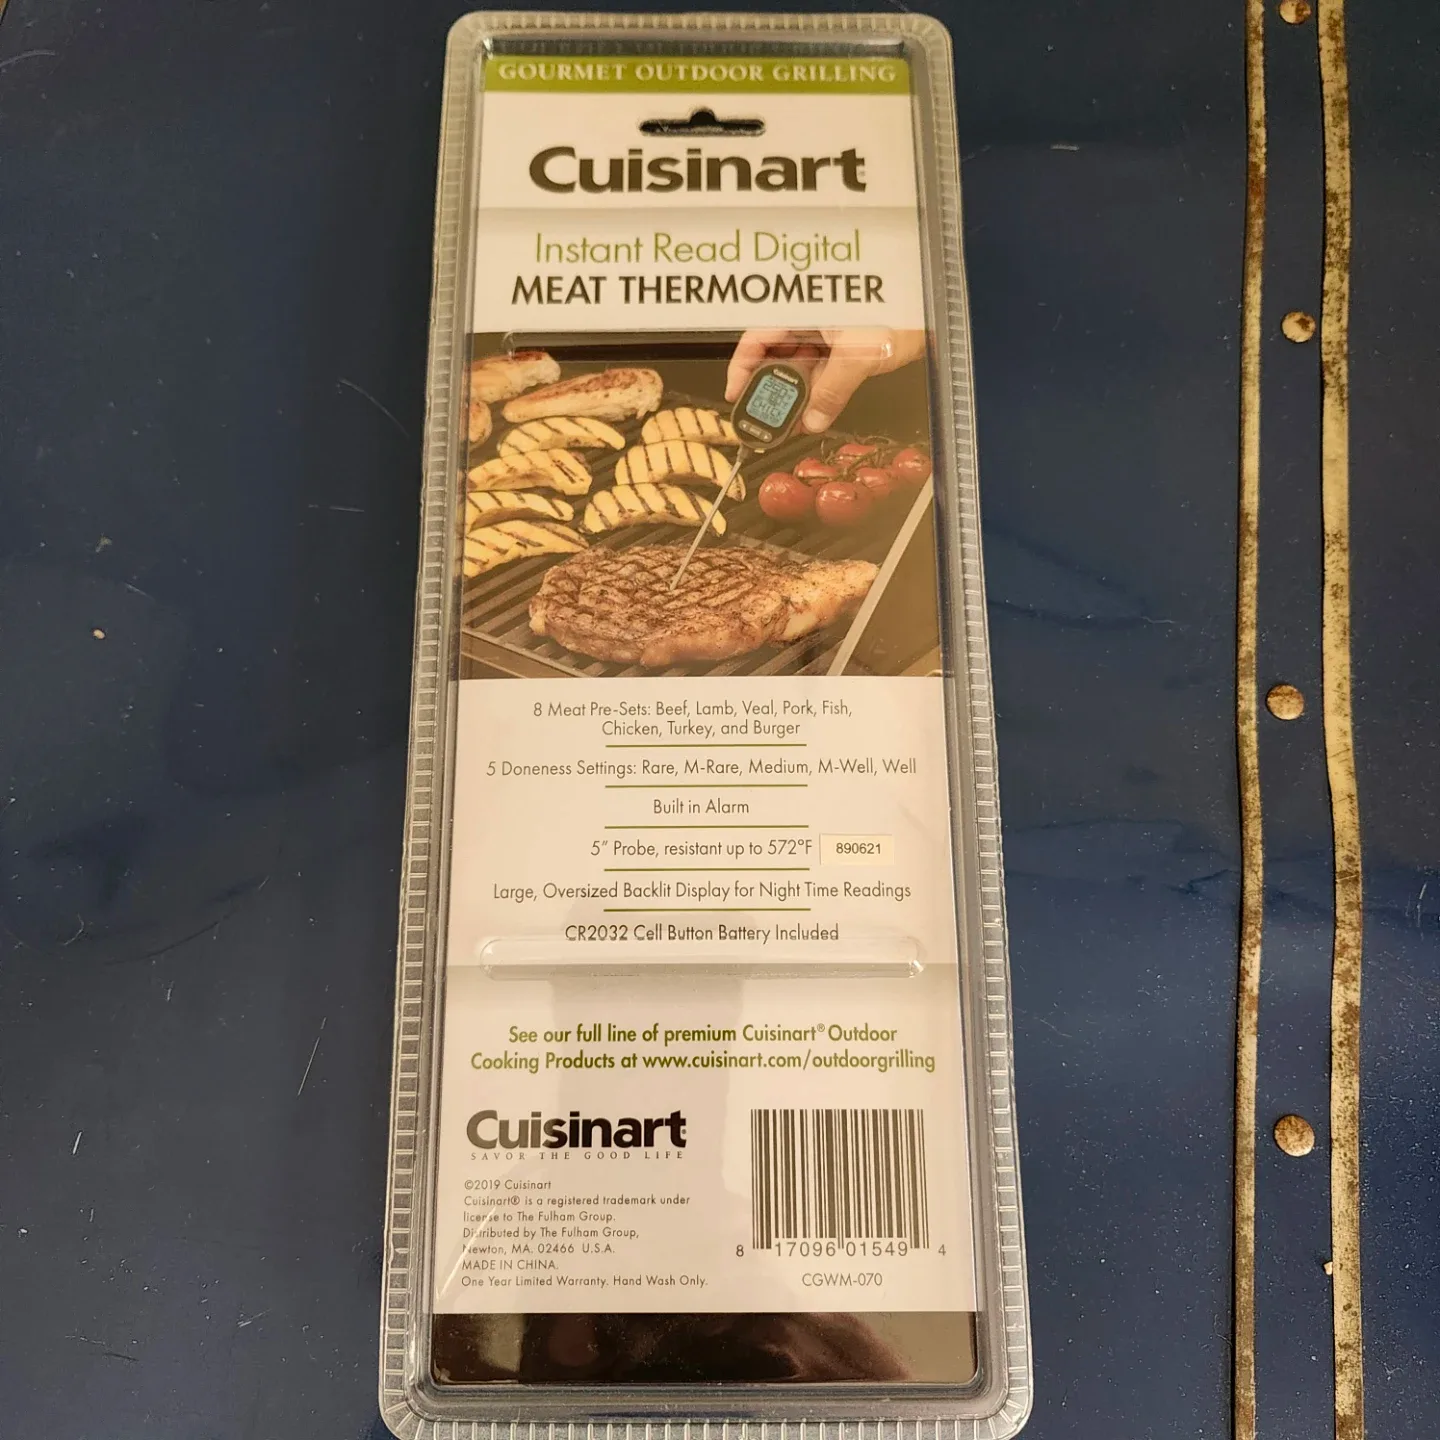 GOURMET OUTDOOR GRILLING
Cuisinart
Instant Read Digital
MEAT THERMOMETER
Cuisinart
8 Meat Pre-Sets: Beef, Lamb, Veal, Pork, Fish,
Chicken, Turkey, and Burger
5 Doneness Settings: Rare, M-Rare, Medium, M-Well, Well
Built in Alarm
5” Probe, resistant up to 572°F 890621
Large, Oversized Backlit Display for Night Time Readings
CR2032 Cell Button Battery Included
See our full line of premium Cuisinart® Outdoor
Cooking Products at www.cuisinart.com/outdoorgrilling
Cuisinart
SAVOR THE GOOD LIFE
©2019 Cuisinart
Cuisinart® is a registered trademark under
license to The Fulham Group.
Distributed by The Fulham Group,
Newton, MA. 02466 U.S.A.
MADE IN CHINA.
One Year Limited Warranty. Hand Wash Only.
8 17096 01549 4
CGWM-070